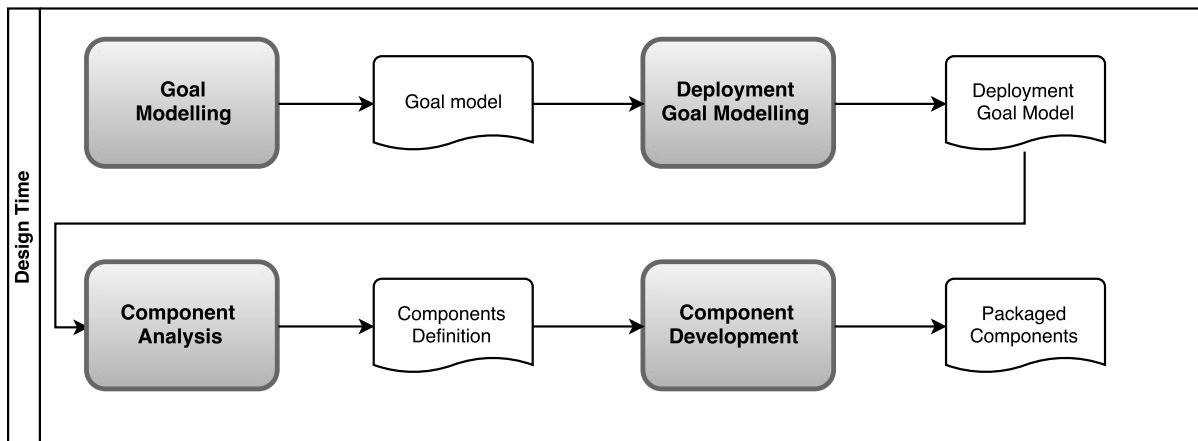 Design Time
Goal
Modelling
Goal model
Deployment
Goal Modelling
Deployment
Goal Model
Component
Analysis
Components
Definition
Component
Development
Packaged
Components